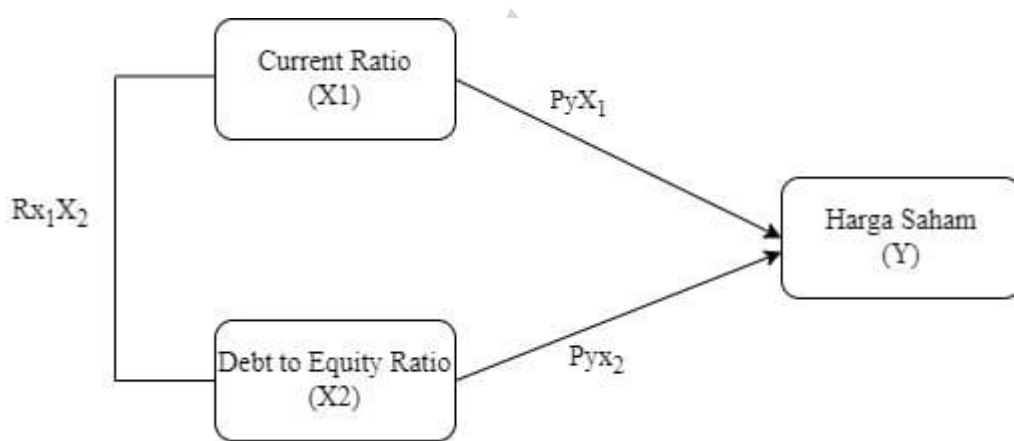 Current Ratio
(X1)
PyX₁
Rx₁X₂
Harga Saham
(Y)
Debt to Equity Ratio
(X2)
Pyx₂